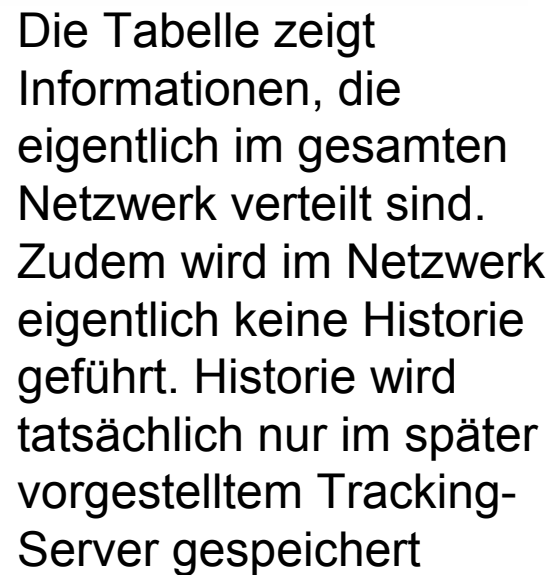 Die Tabelle zeigt
Informationen, die
eigentlich im gesamten
Netzwerk verteilt sind.
Zudem wird im Netzwerk
eigentlich keine Historie
geführt. Historie wird
tatsächlich nur im später
vorgestelltem Tracking-
Server gespeichert